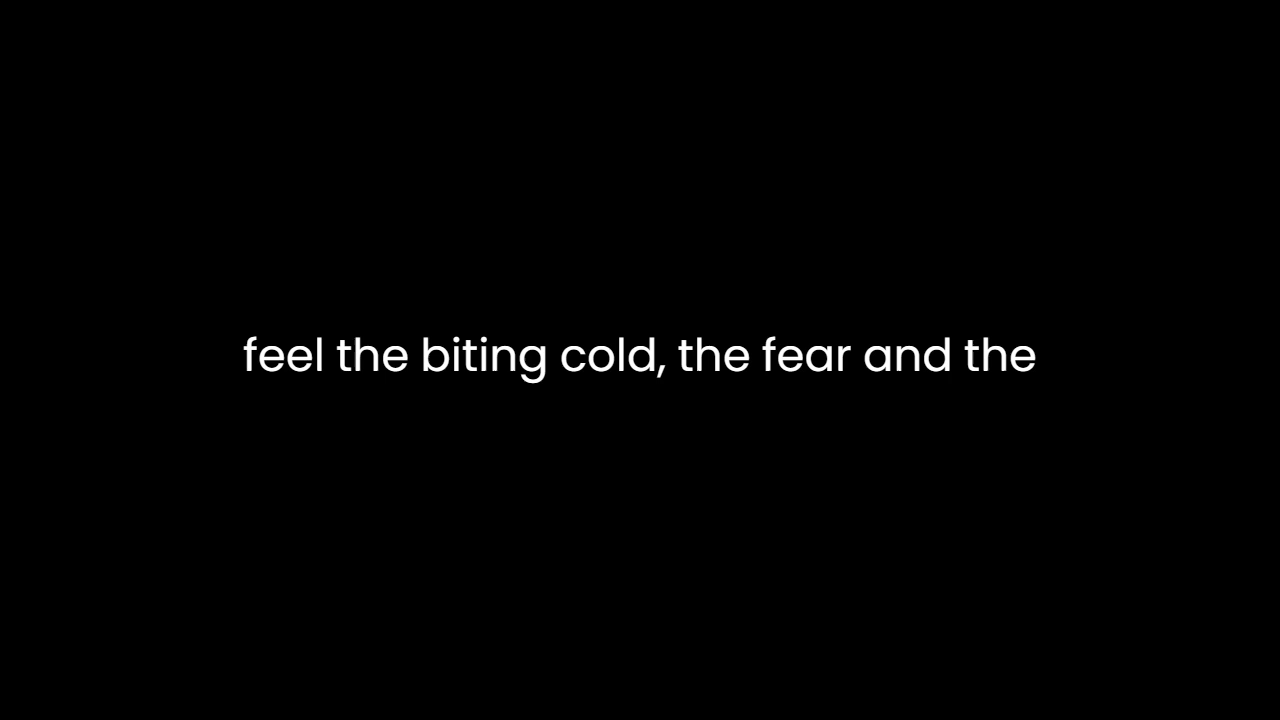 feel the biting cold, the fear and the